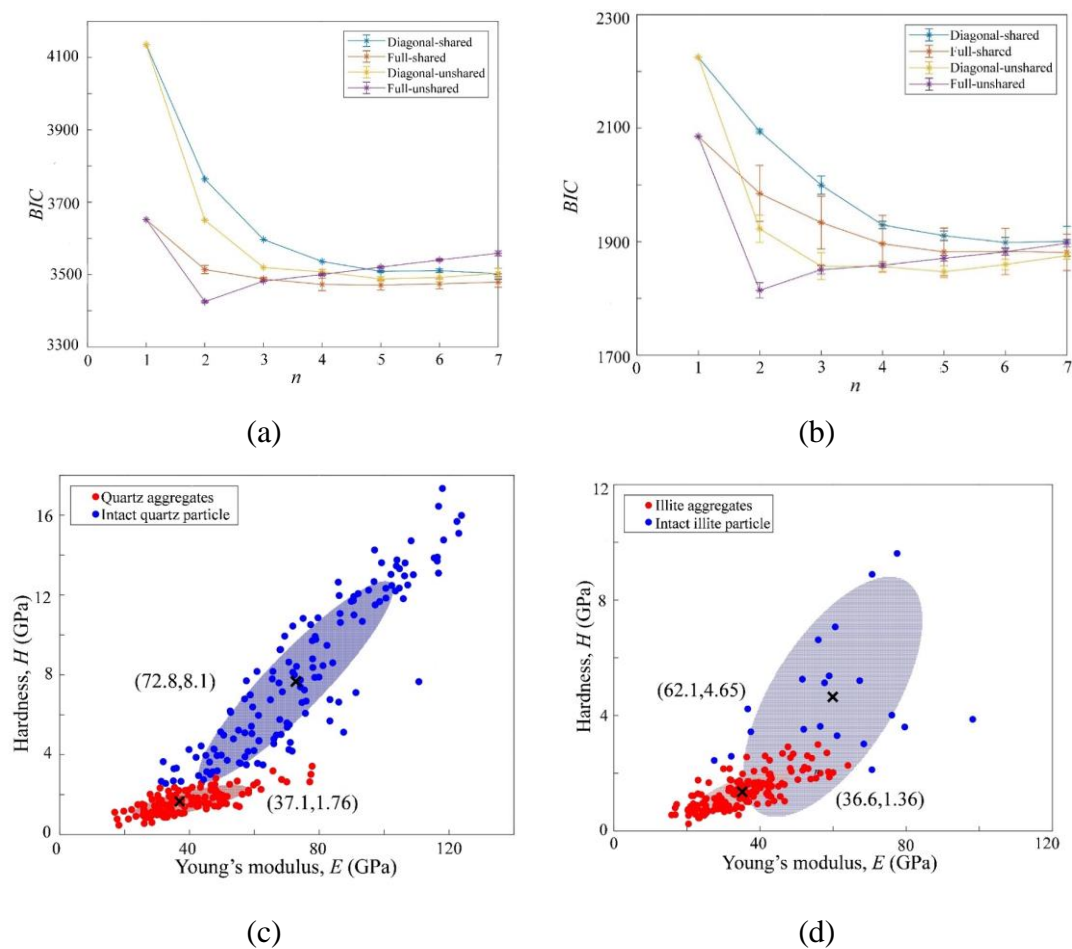 4100
3900
3700
3500
3300
BIC
0 1 2 3 4 5 6 7
n
Diagonal-shared
Full-shared
Diagonal-unshared
Full-unshared
(a)
2300
2100
1900
1700
BIC
0 1 2 3 4 5 6 7
n
Diagonal-shared
Full-shared
Diagonal-unshared
Full-unshared
(b)
Quartz aggregates
Intact quartz particle
16
12
8
4
0
Hardness, H (GPa)
(72.8,8.1)
(37.1,1.76)
0 40 80 120
Young's modulus, E (GPa)
(c)
Illite aggregates
Intact illite particle
12
8
4
0
Hardness, H (GPa)
(62.1,4.65)
(36.6,1.36)
0 40 80 120
Young's modulus, E (GPa)
(d)